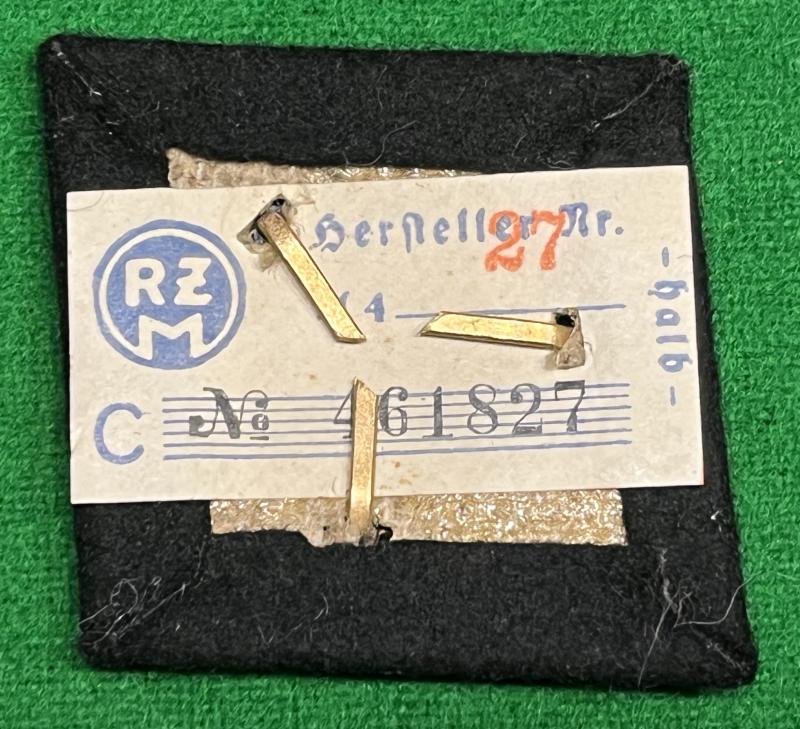 RZM
Hersteller Nr.
27
4
C
No 461827
-halb-